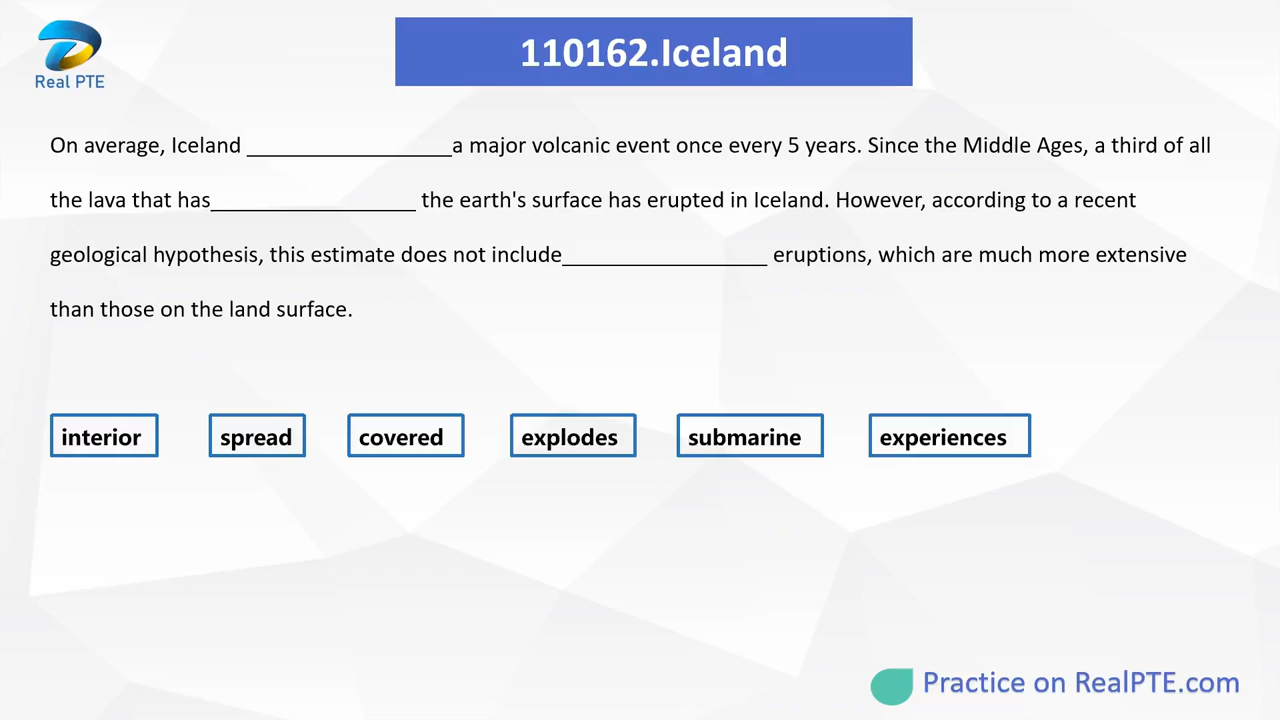 Real PTE
110162.Iceland
On average, Iceland _________________a major volcanic event once every 5 years. Since the Middle Ages, a third of all
the lava that has_________________ the earth's surface has erupted in Iceland. However, according to a recent
geological hypothesis, this estimate does not include_________________ eruptions, which are much more extensive
than those on the land surface.
interior spread covered explodes submarine experiences
Practice on RealPTE.com